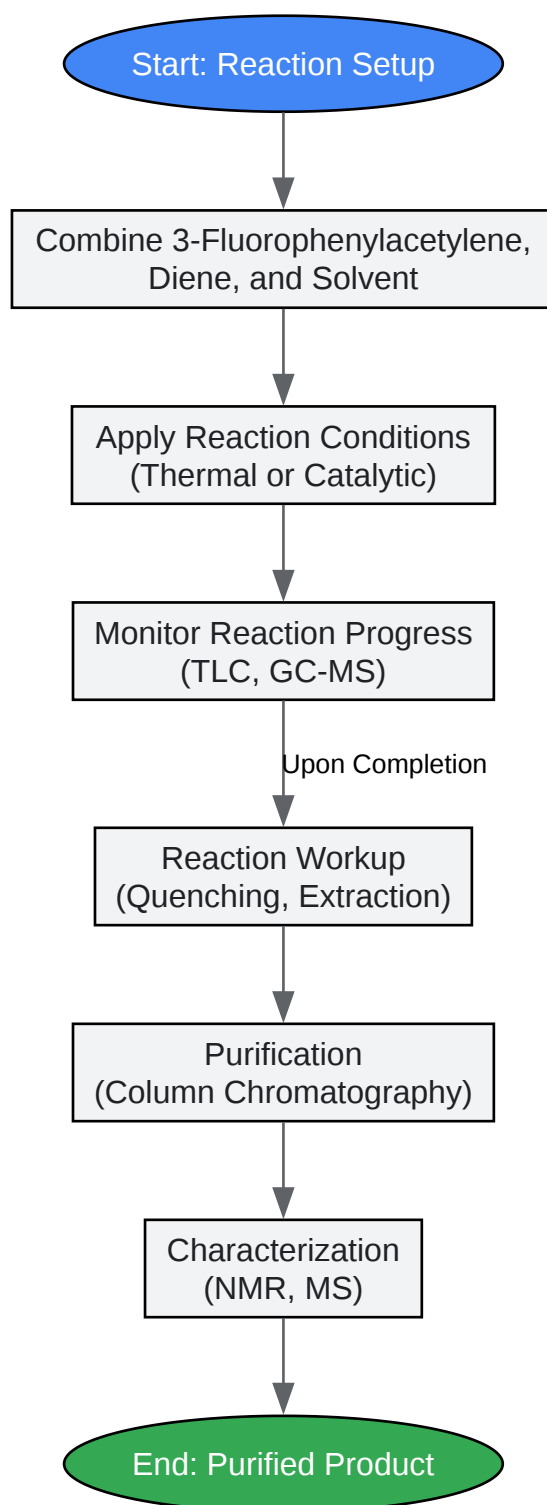 Start: Reaction Setup
Combine 3-Fluorophenylacetylene,
Diene, and Solvent
Apply Reaction Conditions
(Thermal or Catalytic)
Monitor Reaction Progress
(TLC, GC-MS)
Upon Completion
Reaction Workup
(Quenching, Extraction)
Purification
(Column Chromatography)
Characterization
(NMR, MS)
End: Purified Product